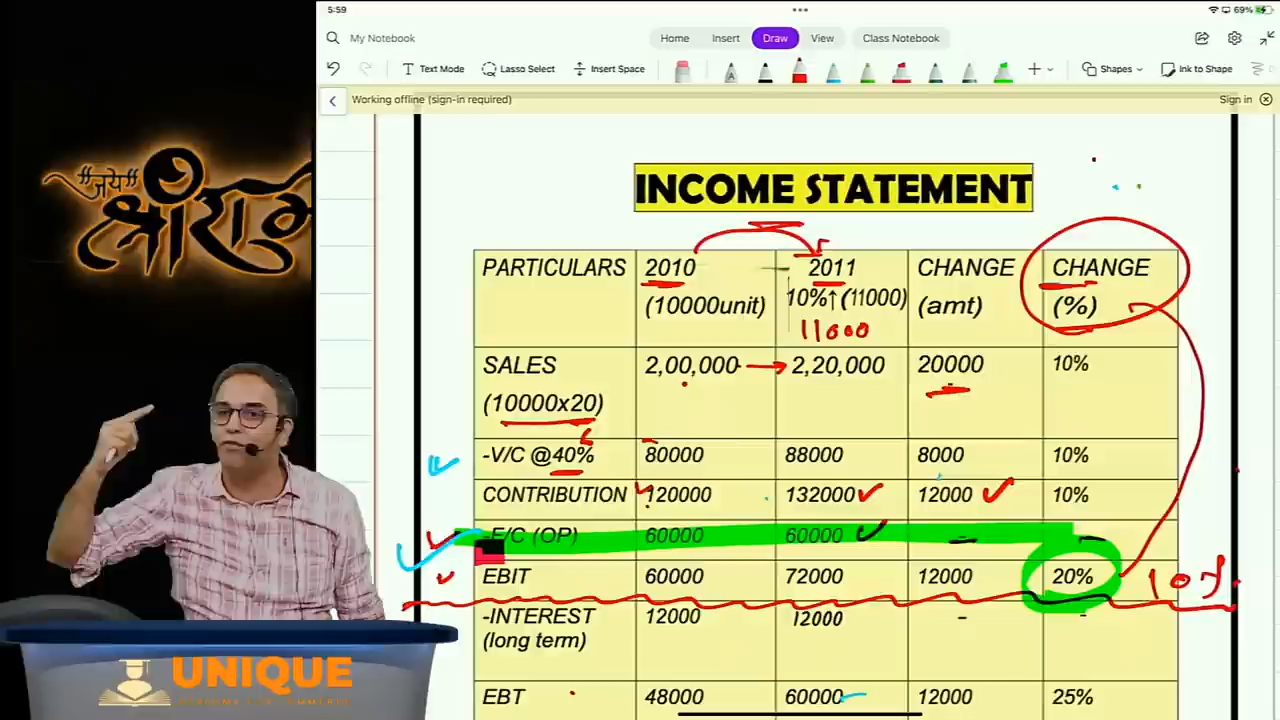 5:59
69%
My Notebook
Home
Insert
Draw
View
Class Notebook
Text Mode
Lasso Select
Insert Space
Shapes
Ink to Shape
Working offline (sign-in required)
Sign in
॥जय॥
श्रीराम
INCOME STATEMENT
PARTICULARS 2010 2011 CHANGE CHANGE
(10000unit) 10%↑(11000) (amt) (%)
11000
SALES 2,00,000 2,20,000 20000 10%
(10000x20)
-V/C @40% 80000 88000 8000 10%
CONTRIBUTION 120000 132000 12000 10%
-F/C (OP) 60000 60000 - -
EBIT 60000 72000 12000 20%
10%
-INTEREST 12000 12000 - -
(long term)
EBT 48000 60000 12000 25%
UNIQUE